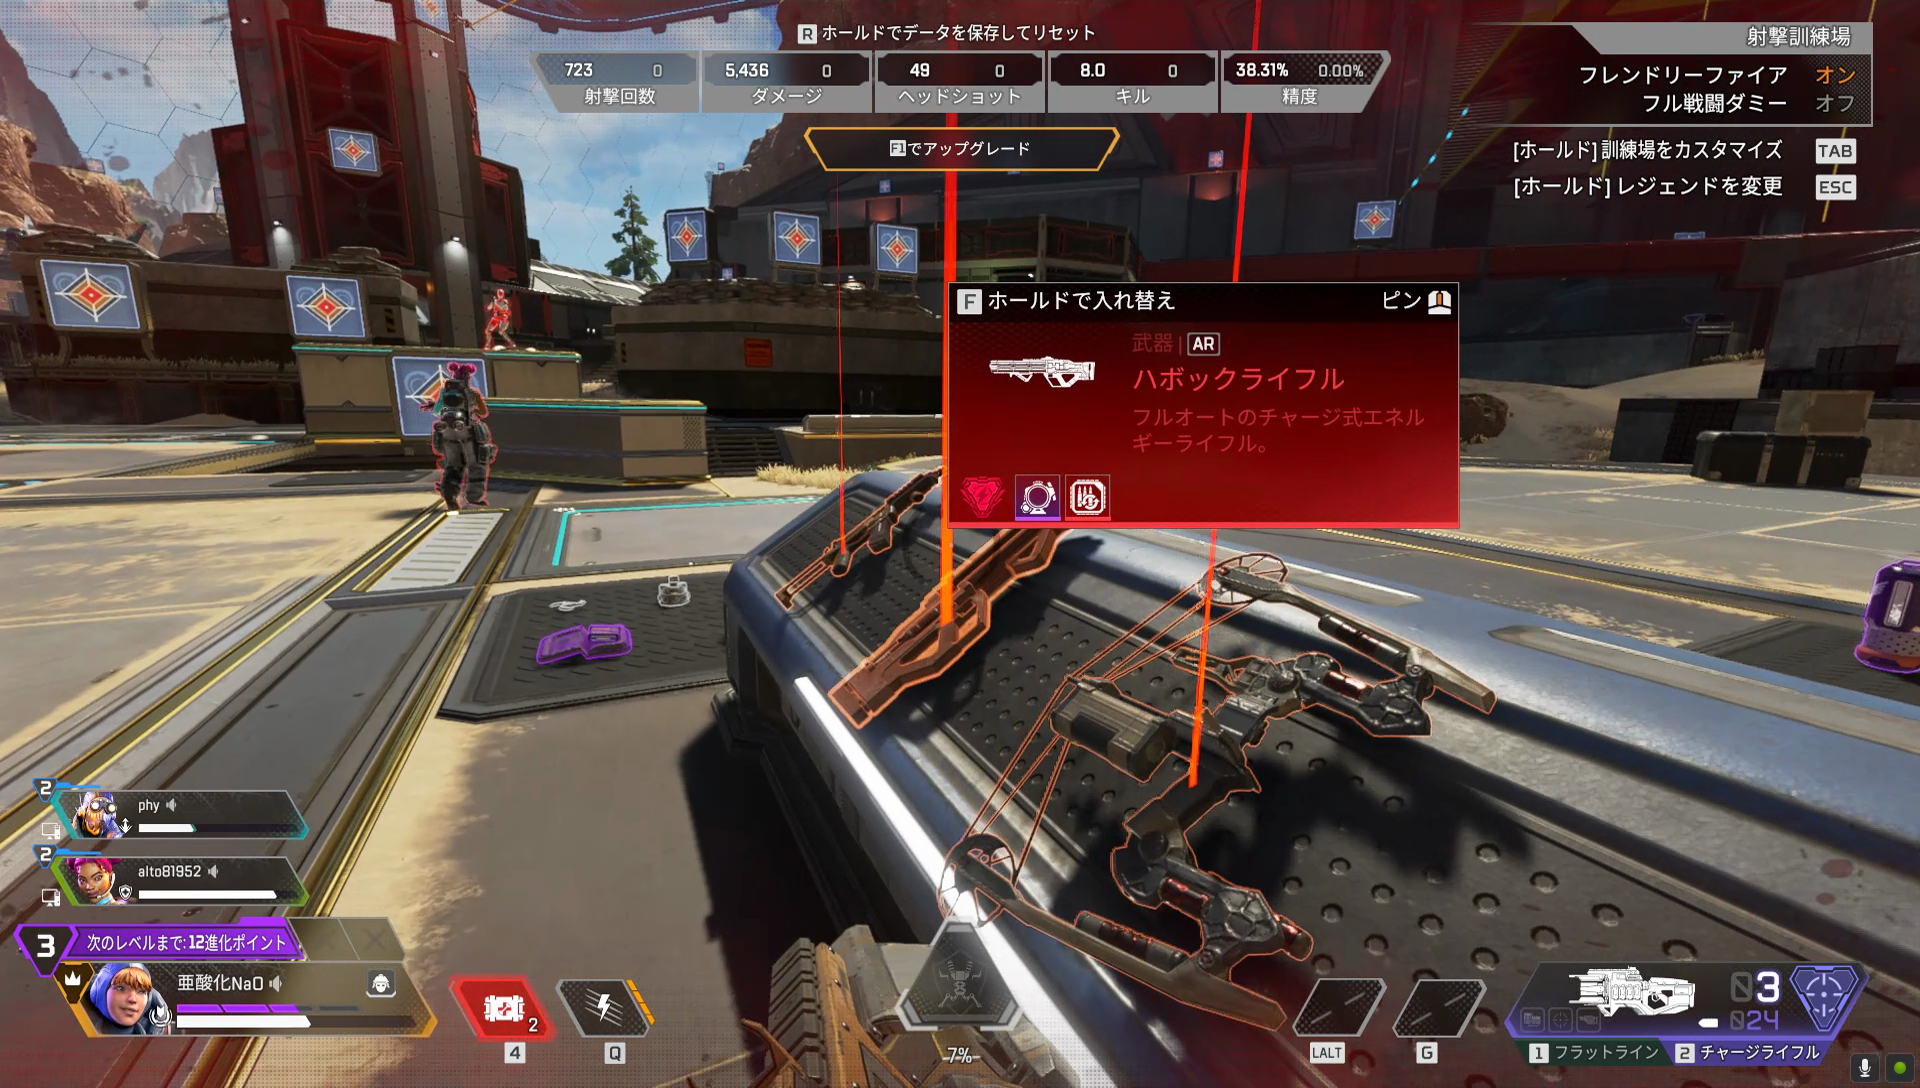 R ホールドでデータを保存してリセット
723 0
射撃回数
5,436 0
ダメージ
49 0
ヘッドショット
8.0 0
キル
38.31% 0.00%
精度
F1でアップグレード
射撃訓練場
フレンドリーファイア オン
フル戦闘ダミー オフ
[ホールド]訓練場をカスタマイズ TAB
[ホールド]レジェンドを変更 ESC
F ホールドで入れ替え ピン
武器 | AR
ハボックライフル
フルオートのチャージ式エネル
ギーライフル。
2
phy
2
alto81952
3 次のレベルまで:12進化ポイント
亜酸化NaO
2
4
Q
7%
LALT
G
03
024
1 フラットライン
2 チャージライフル